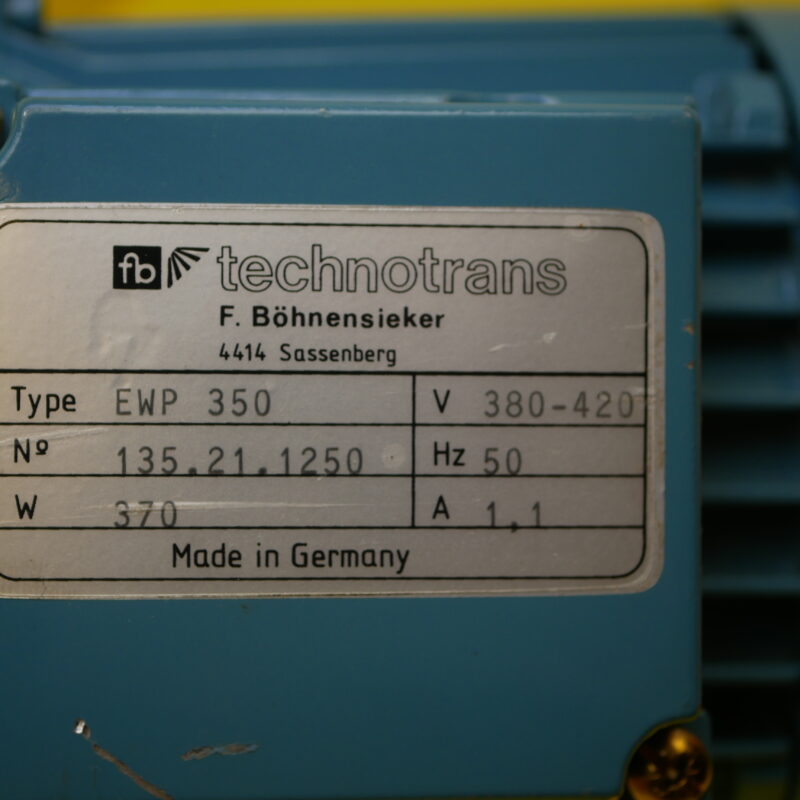 fb technotrans
F. Böhnensieker
4414 Sassenberg
Type EWP 350 V 380-420
Nº 135.21.1250 Hz 50
W 370 A 1,1
Made in Germany